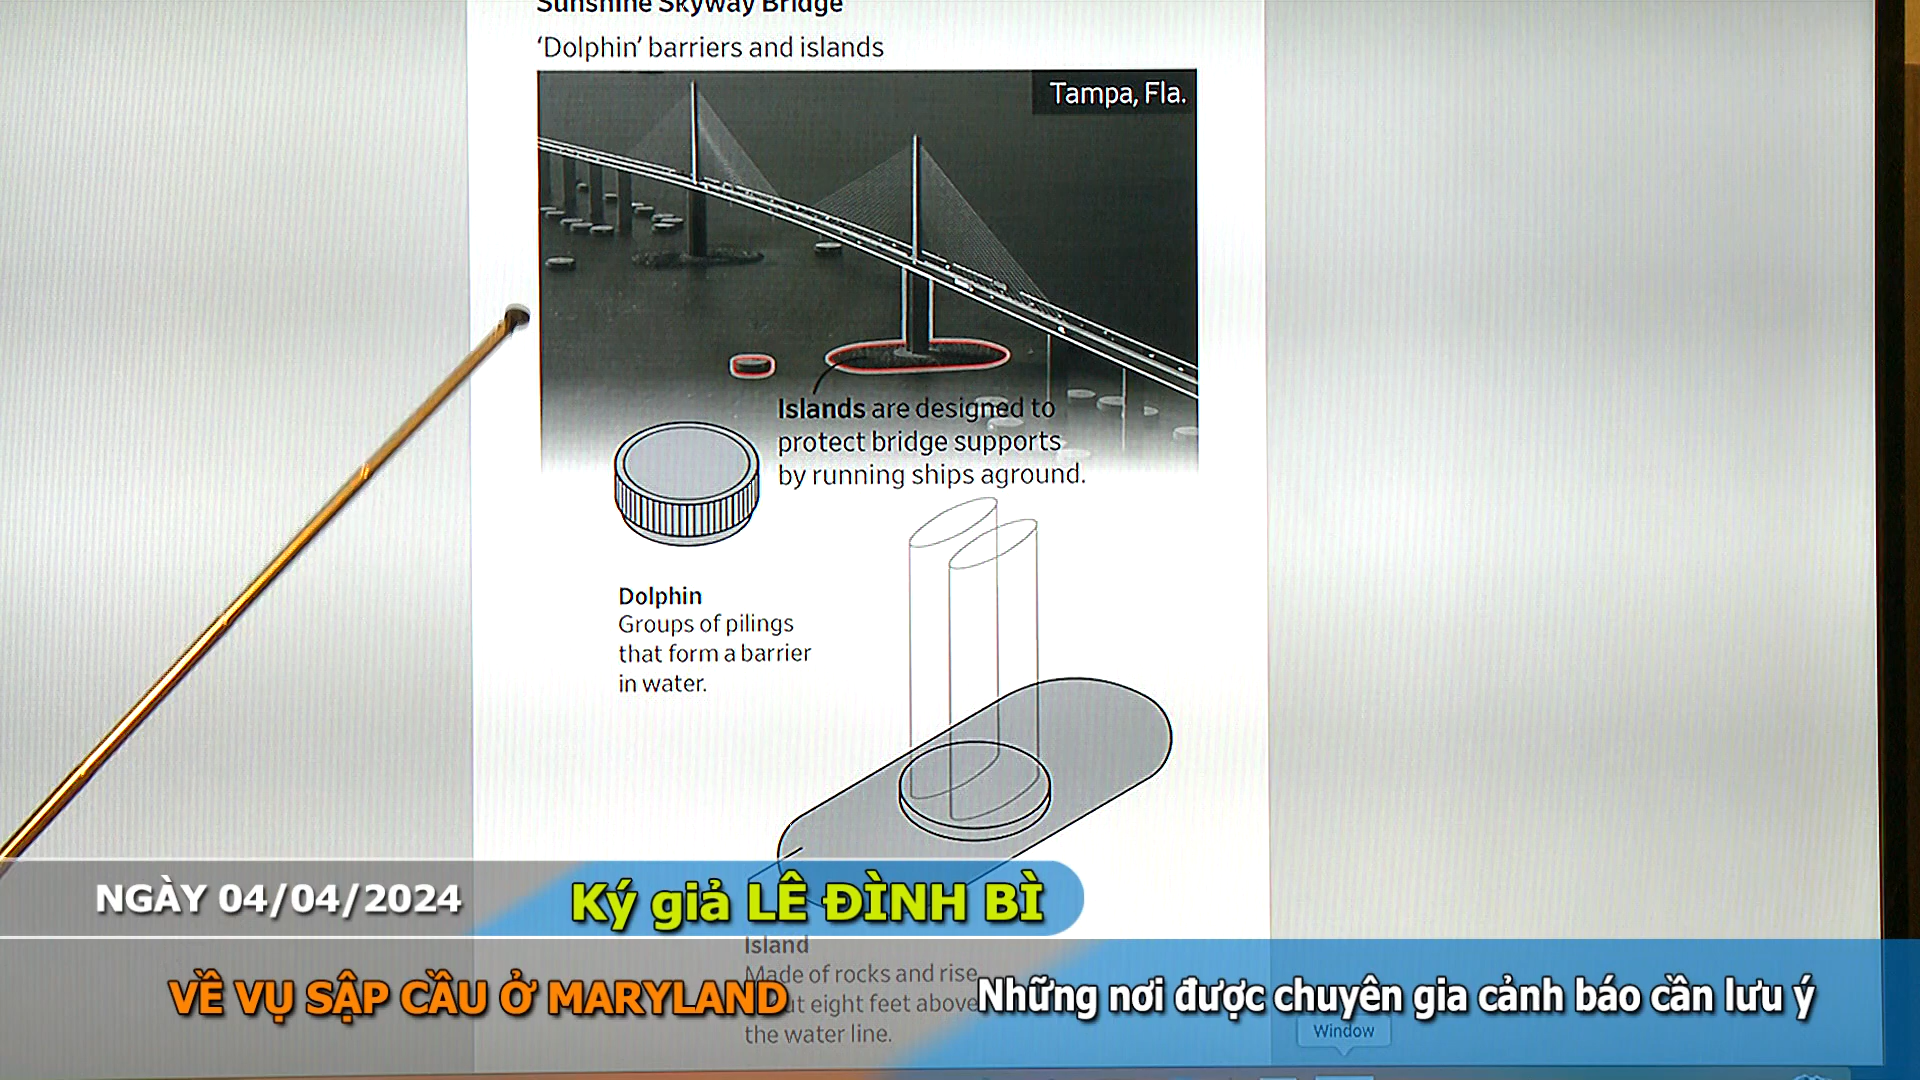 Sunshine Skyway Bridge
‘Dolphin’ barriers and islands
Tampa, Fla.
Islands are designed to
protect bridge supports
by running ships aground.
Dolphin
Groups of pilings
that form a barrier
in water.
NGÀY 04/04/2024
Ký giả LÊ ĐÌNH BÌ
Island
Made of rocks and rise
eight feet above
the water line.
VỀ VỤ SẬP CẦU Ở MARYLAND
Những nơi được chuyên gia cảnh báo cần lưu ý
Window